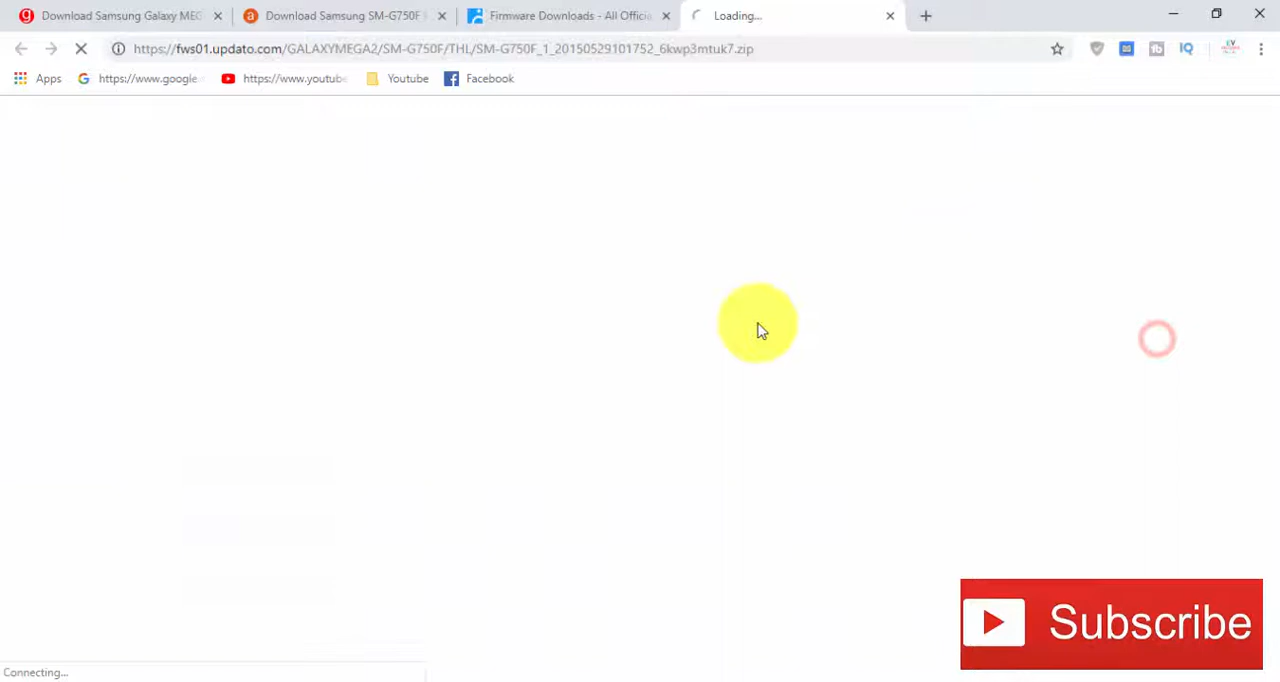 Download Samsung Galaxy MEG
Download Samsung SM-G750F
Firmware Downloads - All Offici
Loading...
https://fws01.updato.com/GALAXYMEGA2/SM-G750F/THL/SM-G750F_1_20150529101752_6kwp3mtuk7.zip
Apps
https://www.google.
https://www.youtube
Youtube
Facebook
Subscribe
Connecting...